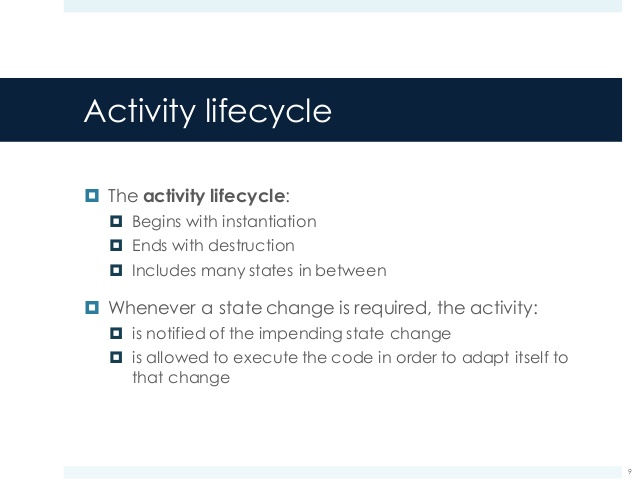 Activity lifecycle
The activity lifecycle:
Begins with instantiation
Ends with destruction
Includes many states in between
Whenever a state change is required, the activity:
is notified of the impending state change
is allowed to execute the code in order to adapt itself to
that change
9